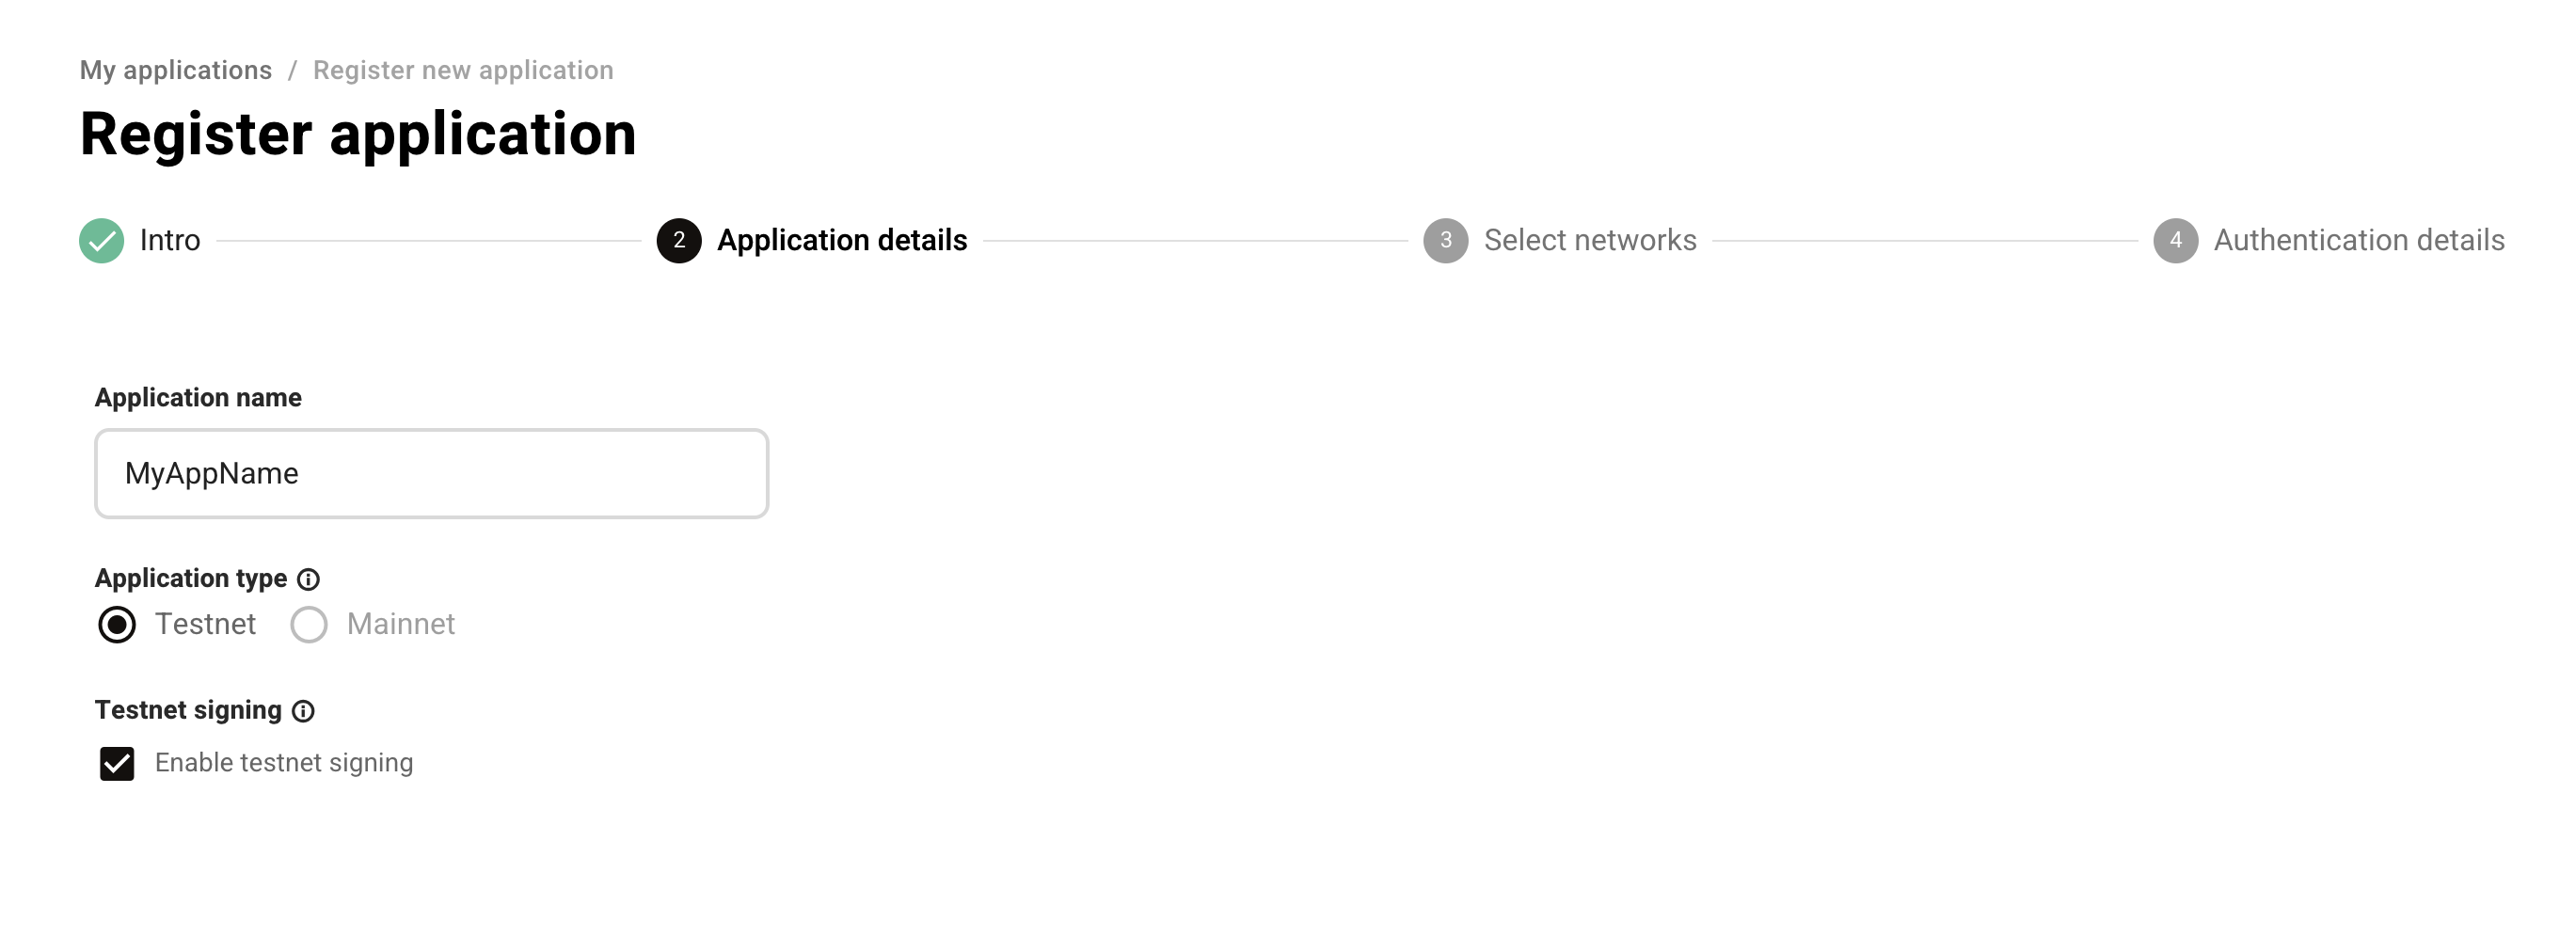 My applications / Register new application
Register application
Intro 2 Application details 3 Select networks 4 Authentication details
Application name
MyAppName
Application type
Testnet Mainnet
Testnet signing
Enable testnet signing